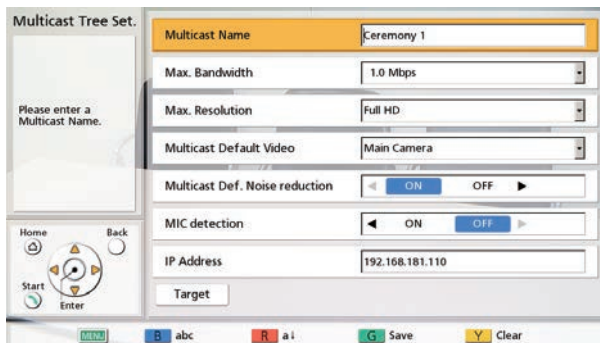 Multicast Tree Set.
Please enter a
Multicast Name.
Multicast Name Ceremony 1
Max. Bandwidth 1.0 Mbps
Max. Resolution Full HD
Multicast Default Video Main Camera
Multicast Def. Noise reduction ON OFF
MIC detection ON OFF
IP Address 192.168.181.110
Target
Home Back
Start
Enter
MENU B abc R a↓ G Save Y Clear